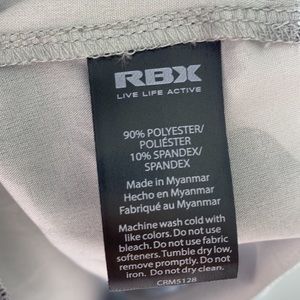 RBX
LIVE LIFE ACTIVE
90% POLYESTER/
POLIÉSTER
10% SPANDEX/
SPANDEX
Made in Myanmar
Hecho en Myanmar
Fabriqué au Myanmar
Machine wash cold with
like colors. Do not use
bleach. Do not use fabric
softeners. Tumble dry low,
remove promptly. Do not
iron. Do not dry clean.
CRM5128